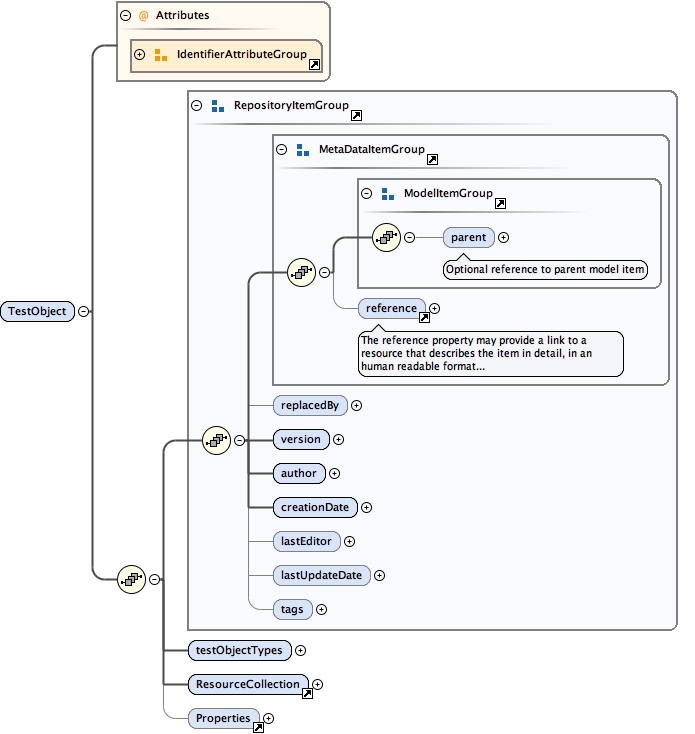 @ Attributes
IdentifierAttributeGroup
RepositoryItemGroup
MetaDataItemGroup
ModelItemGroup
parent
Optional reference to parent model item
TestObject
reference
The reference property may provide a link to a
resource that describes the item in detail, in an
human readable format...
replacedBy
version
author
creationDate
lastEditor
lastUpdateDate
tags
testObjectTypes
ResourceCollection
Properties